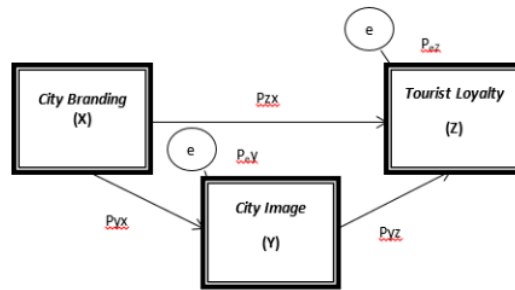 e
Pₑz
City Branding
(X)
Pzx
Tourist Loyalty
(Z)
e
Pₑy
Pyx
City Image
(Y)
Pyz